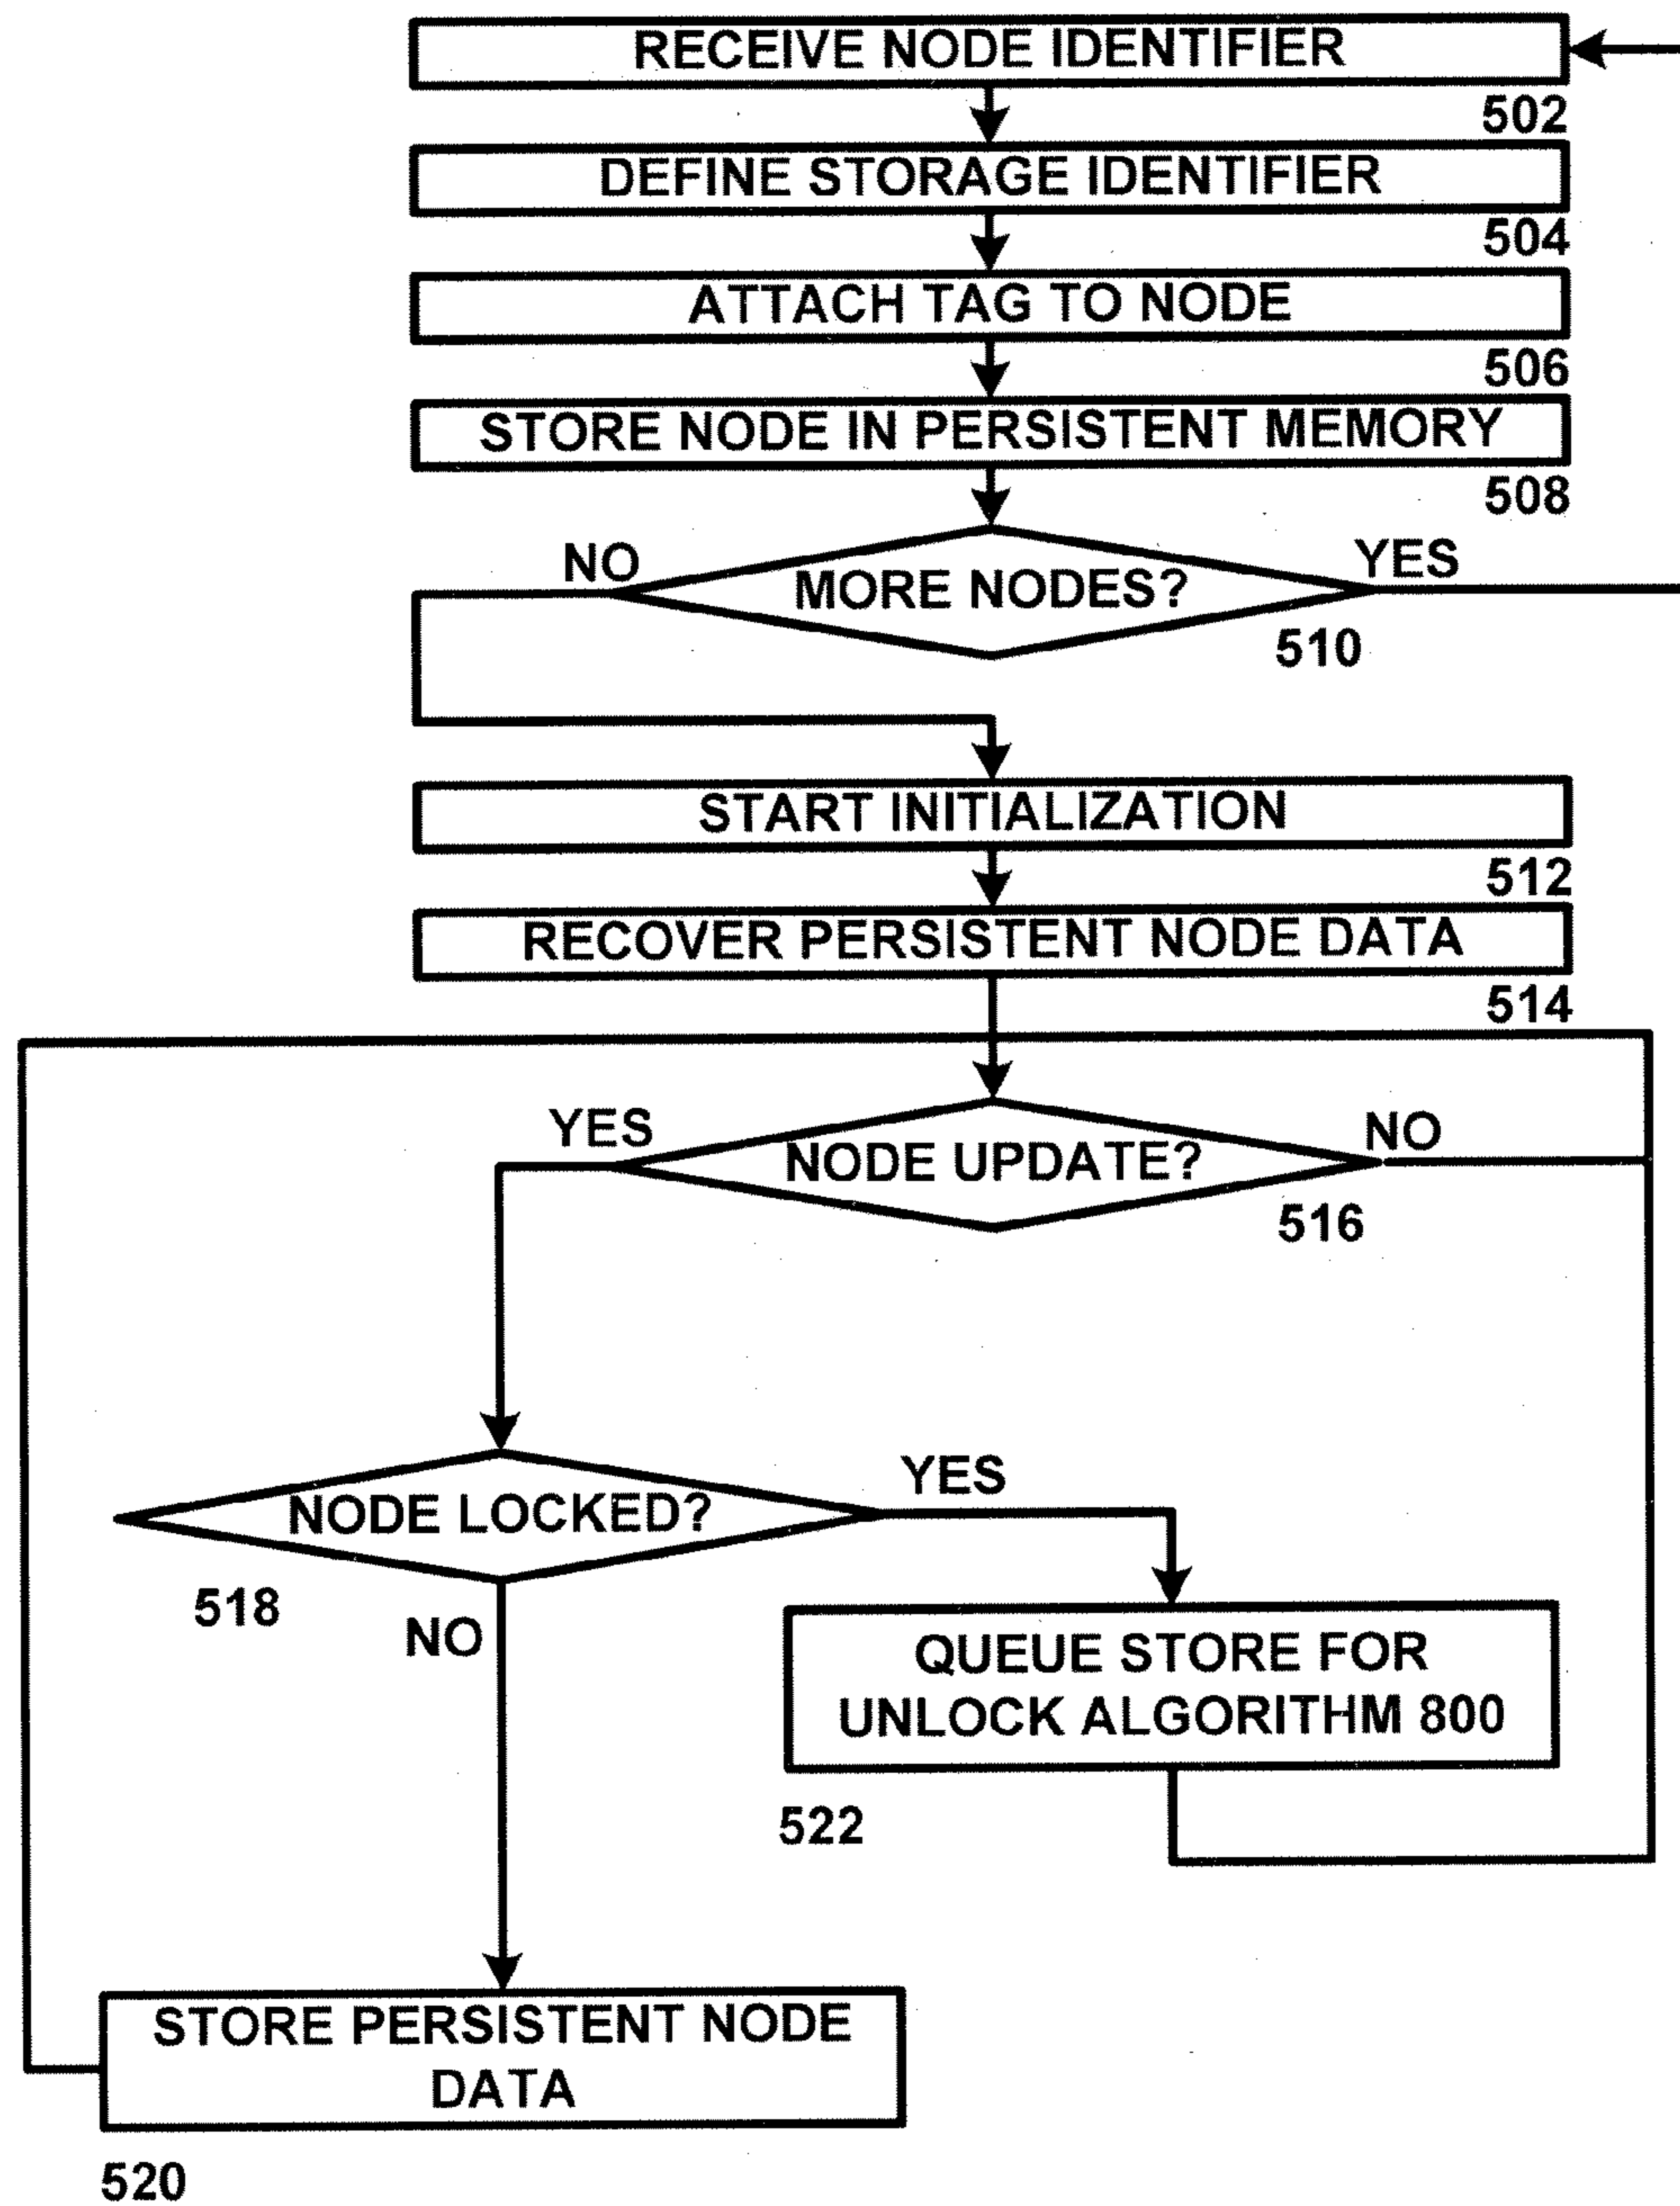 RECEIVE NODE IDENTIFIER
502
DEFINE STORAGE IDENTIFIER
504
ATTACH TAG TO NODE
506
STORE NODE IN PERSISTENT MEMORY
508
NO
YES
MORE NODES?
510
START INITIALIZATION
512
RECOVER PERSISTENT NODE DATA
514
YES
NO
NODE UPDATE?
516
YES
NODE LOCKED?
518
NO
QUEUE STORE FOR
UNLOCK ALGORITHM 800
522
STORE PERSISTENT NODE
DATA
520